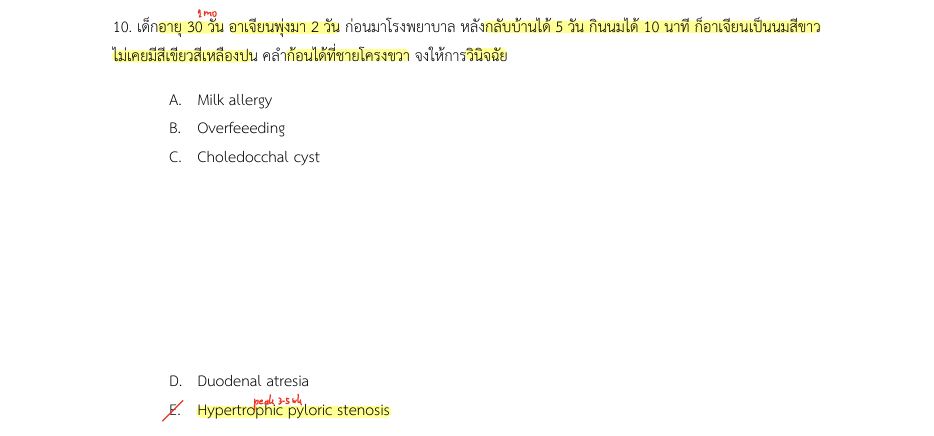 1 mo
10. เด็กอายุ 30 วัน อาเจียนพุ่งมา 2 วัน ก่อนมาโรงพยาบาล หลังกลับบ้านได้ 5 วัน กินนมได้ 10 นาที ก็อาเจียนเป็นนมสีขาว
ไม่เคยมีสีเขียวสีเหลืองปน คลำก้อนได้ที่ชายโครงขวา จงให้การวินิจฉัย
A. Milk allergy
B. Overfeeeding
C. Choledocchal cyst
D. Duodenal atresia
peak 3-5 wk
E. Hypertrophic pyloric stenosis